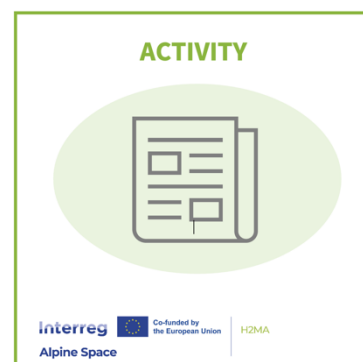 ACTIVITY
Interreg
Co-funded by
the European Union
H2MA
Alpine Space